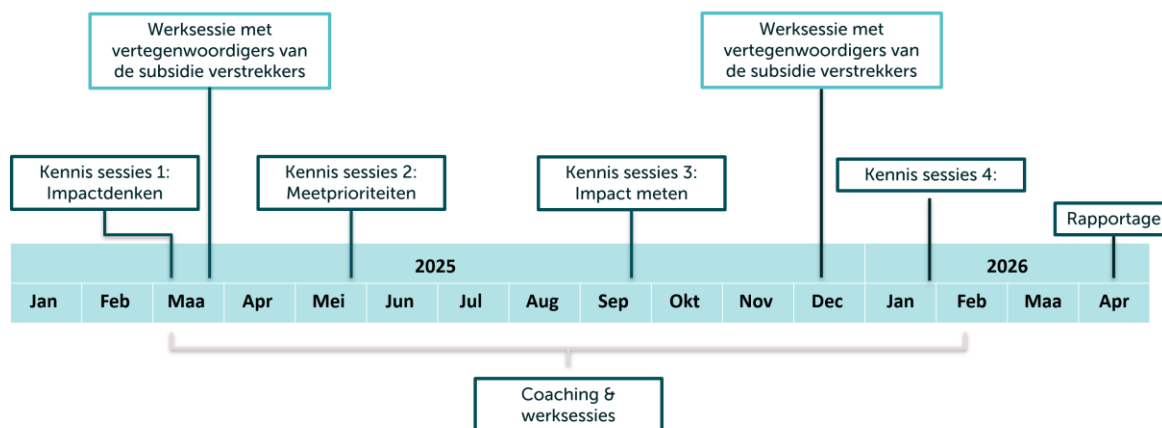 Werksessie met
vertegenwoordigers van
de subsidie verstrekkers
Werksessie met
vertegenwoordigers van
de subsidie verstrekkers
Kennis sessies 1:
Impactdenken
Kennis sessies 2:
Meetprioriteiten
Kennis sessies 3:
Impact meten
Kennis sessies 4:
Rapportage
2025 2026
Jan Feb Maa Apr Mei Jun Jul Aug Sep Okt Nov Dec Jan Feb Maa Apr
Coaching &
werksessies